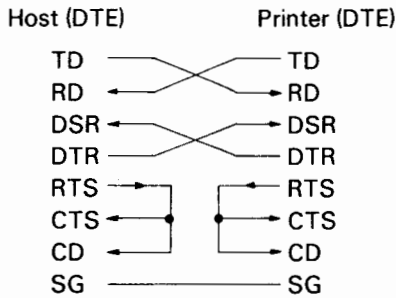 Host (DTE) Printer (DTE)
TD TD
RD RD
DSR DSR
DTR DTR
RTS RTS
CTS CTS
CD CD
SG SG